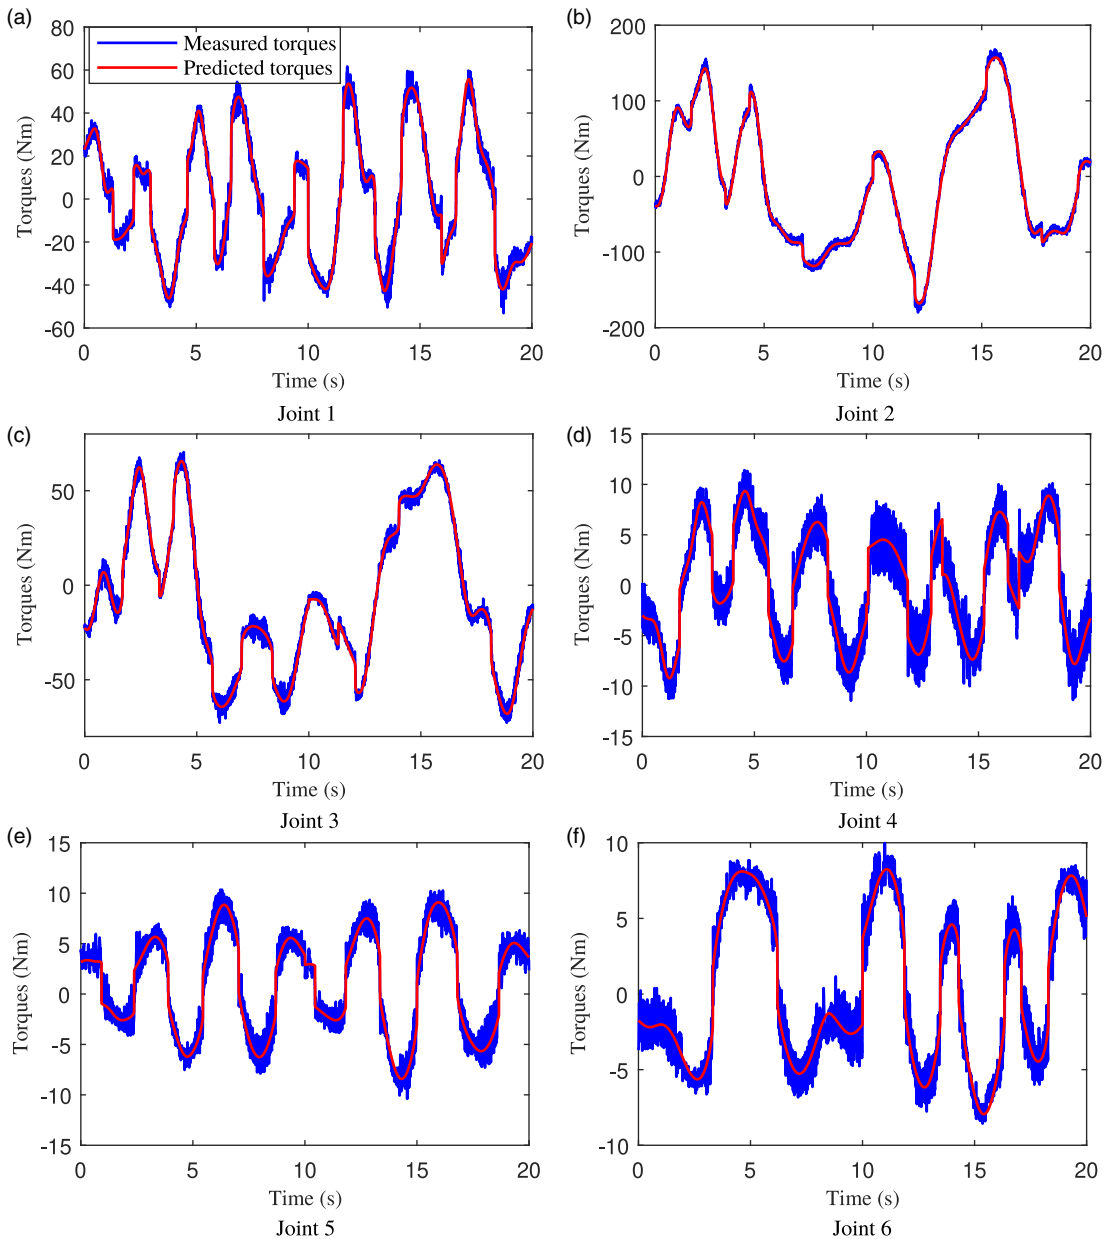 (a)
80
60
40
20
0
-20
-40
-60
Torques (Nm)
Measured torques
Predicted torques
0 5 10 15 20
Time (s)
Joint 1
(b)
200
100
0
-100
-200
Torques (Nm)
0 5 10 15 20
Time (s)
Joint 2
(c)
50
0
-50
Torques (Nm)
0 5 10 15 20
Time (s)
Joint 3
(d)
15
10
5
0
-5
-10
-15
Torques (Nm)
0 5 10 15 20
Time (s)
Joint 4
(e)
15
10
5
0
-5
-10
-15
Torques (Nm)
0 5 10 15 20
Time (s)
Joint 5
(f)
10
5
0
-5
-10
Torques (Nm)
0 5 10 15 20
Time (s)
Joint 6